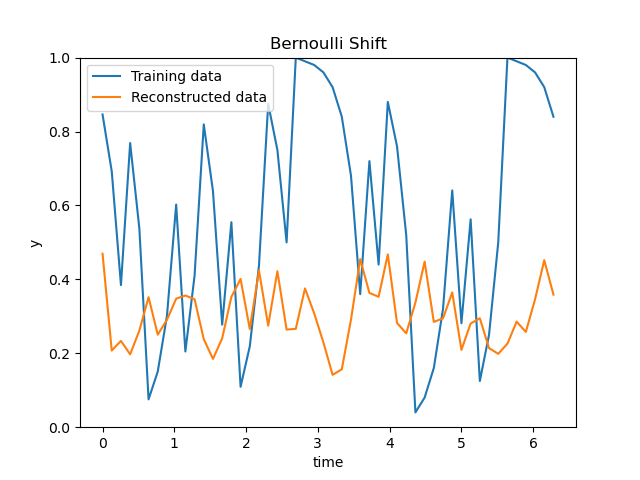 Bernoulli Shift
Training data
Reconstructed data
1.0
0.8
0.6
0.4
0.2
0.0
y
0 1 2 3 4 5 6
time